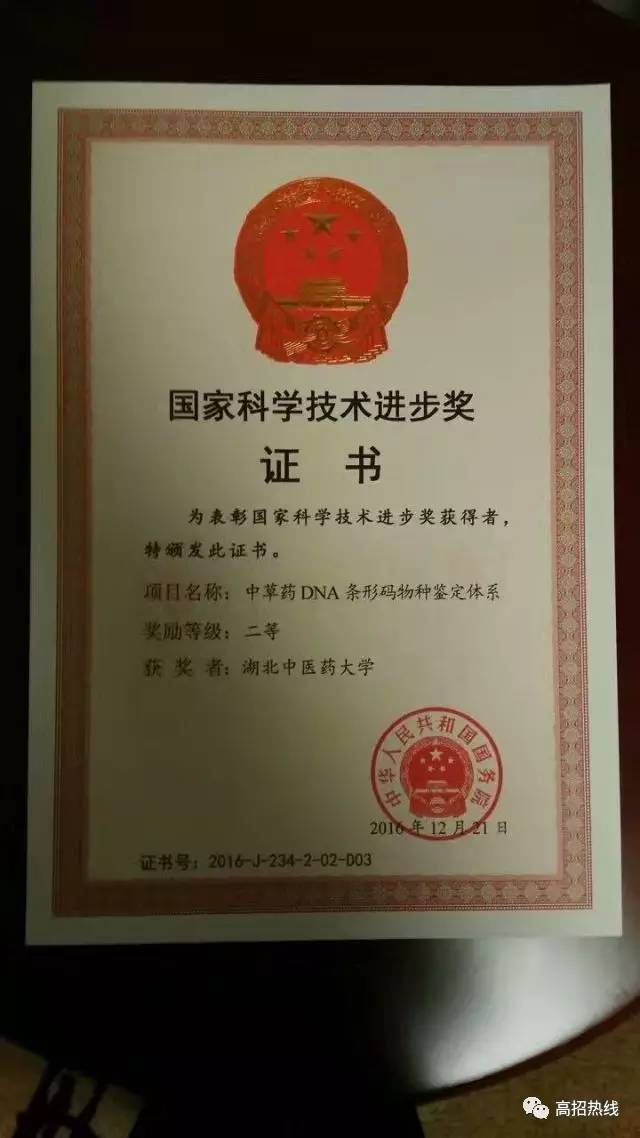 国家科学技术进步奖
证 书
为表彰国家科学技术进步奖获得者，
特颁发此证书。
项目名称：中草药DNA条形码物种鉴定体系
奖励等级：二等
获 奖 者：湖北中医药大学
中华人民共和国国务院
2016年12月21日
证书号：2016-J-234-2-02-D03
高招热线